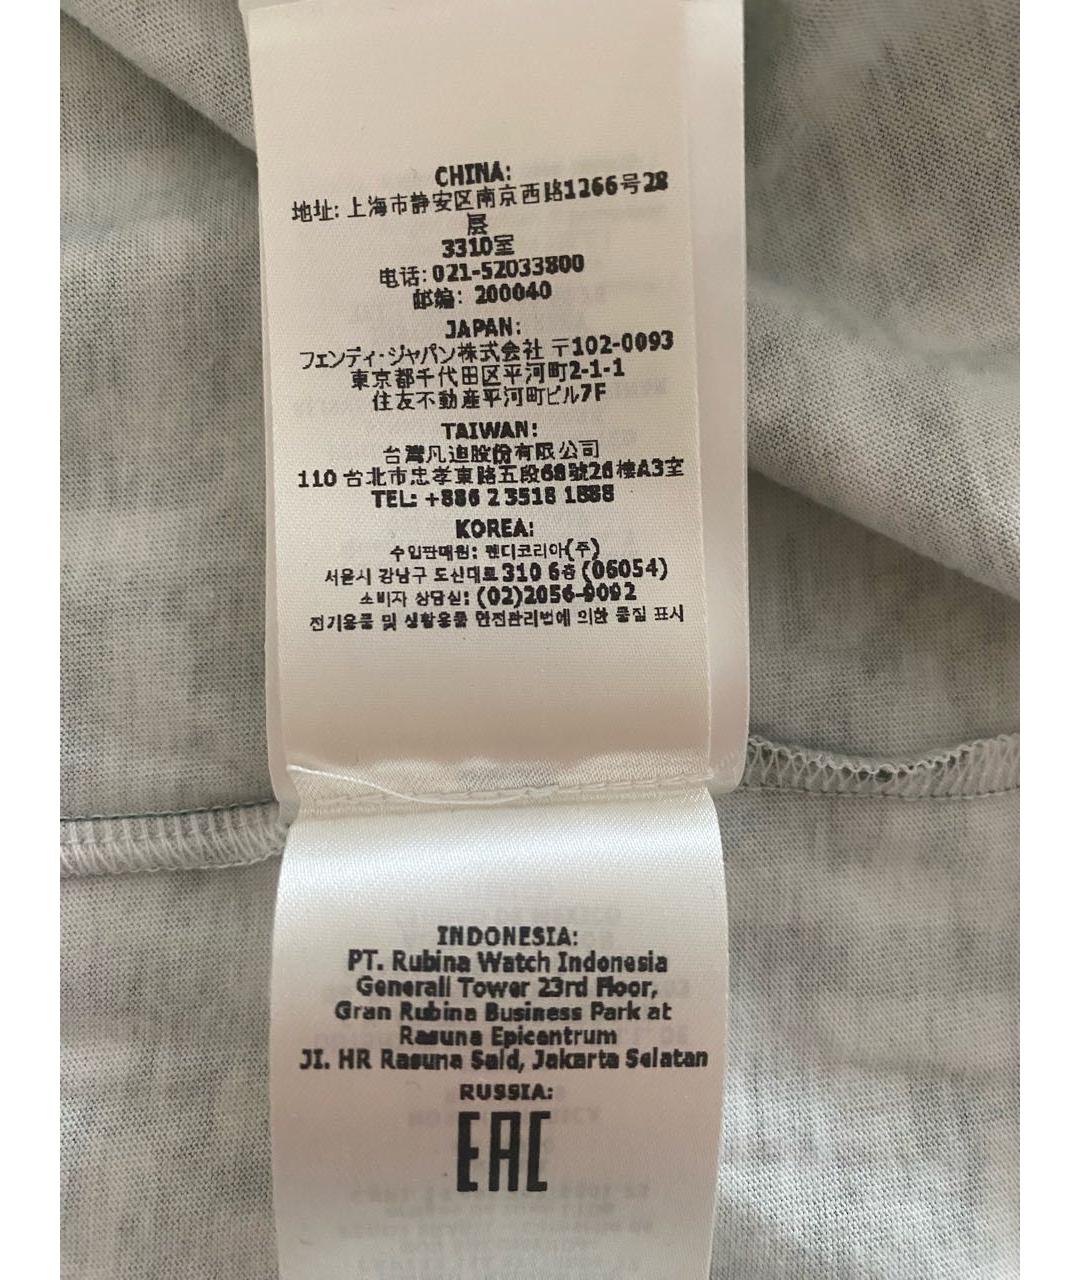 CHINA:
地址: 上海市静安区南京西路1266号28
层
3310室
电话: 021-52033800
邮编: 200040
JAPAN:
フェンディ・ジャパン株式会社 〒102-0093
東京都千代田区平河町2-1-1
住友不動産平河町ビル7F
TAIWAN:
台灣凡迪股份有限公司
110 台北市忠孝東路五段68號26樓A3室
TEL: +886 2 3518 1888
KOREA:
수입판매원: 펜디코리아(주)
서울시 강남구 도산대로 310 6층 (06054)
소비자 상담실: (02)2056-9092
전기용품 및 생활용품 안전관리법에 의한 품질 표시
INDONESIA:
PT. Rubina Watch Indonesia
Generali Tower 23rd Floor,
Gran Rubina Business Park at
Rasuna Epicentrum
JI. HR Rasuna Said, Jakarta Selatan
RUSSIA:
EAC